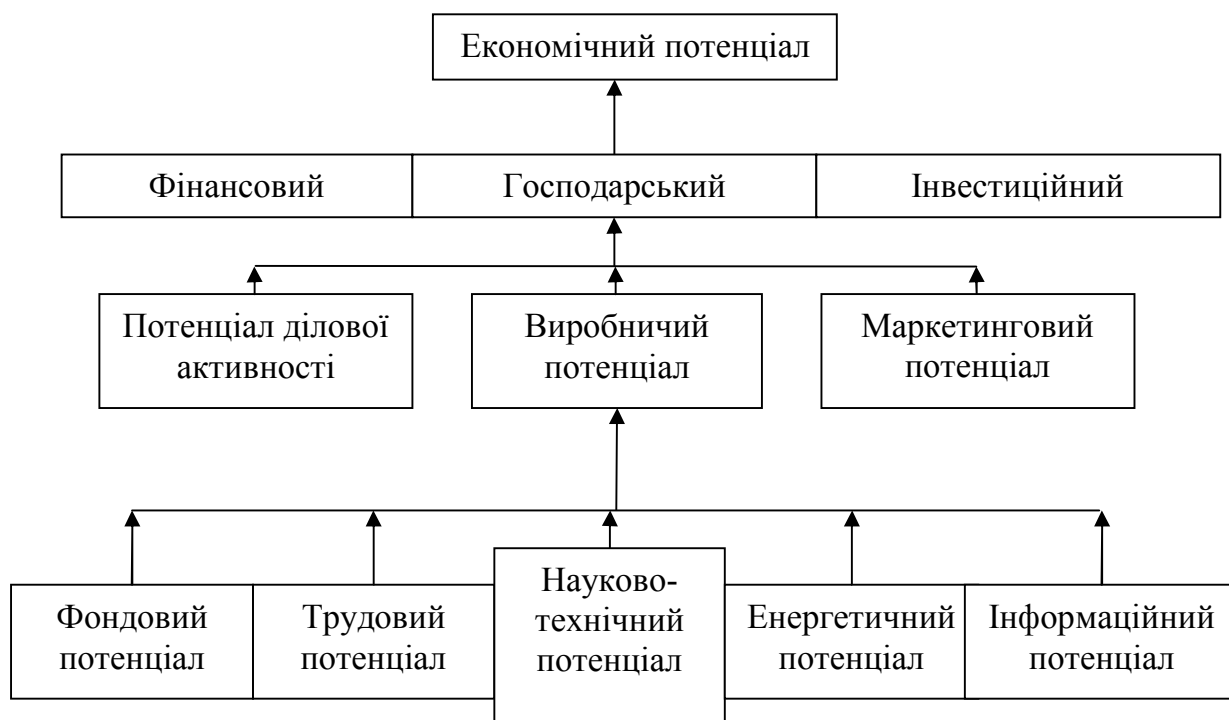 Економічний потенціал
Фінансовий
Господарський
Інвестиційний
Потенціал ділової
активності
Виробничий
потенціал
Маркетинговий
потенціал
Фондовий
потенціал
Трудовий
потенціал
Науково-
технічний
потенціал
Енергетичний
потенціал
Інформаційний
потенціал